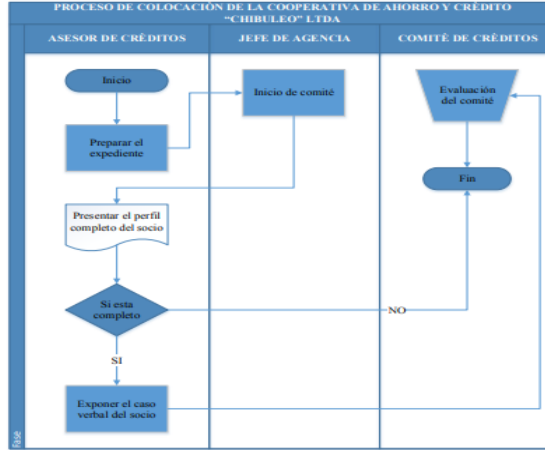 PROCESO DE COLOCACIÓN DE LA COOPERATIVA DE AHORRO Y CRÉDITO
“CHIBULEO” LTDA
ASESOR DE CRÉDITOS
JEFE DE AGENCIA
COMITÉ DE CRÉDITOS
Inicio
Preparar el
expediente
Inicio de comité
Evaluación
del comité
Fin
Presentar el perfil
completo del socio
Si esta
completo
NO
SI
Exponer el caso
verbal del socio
Fase